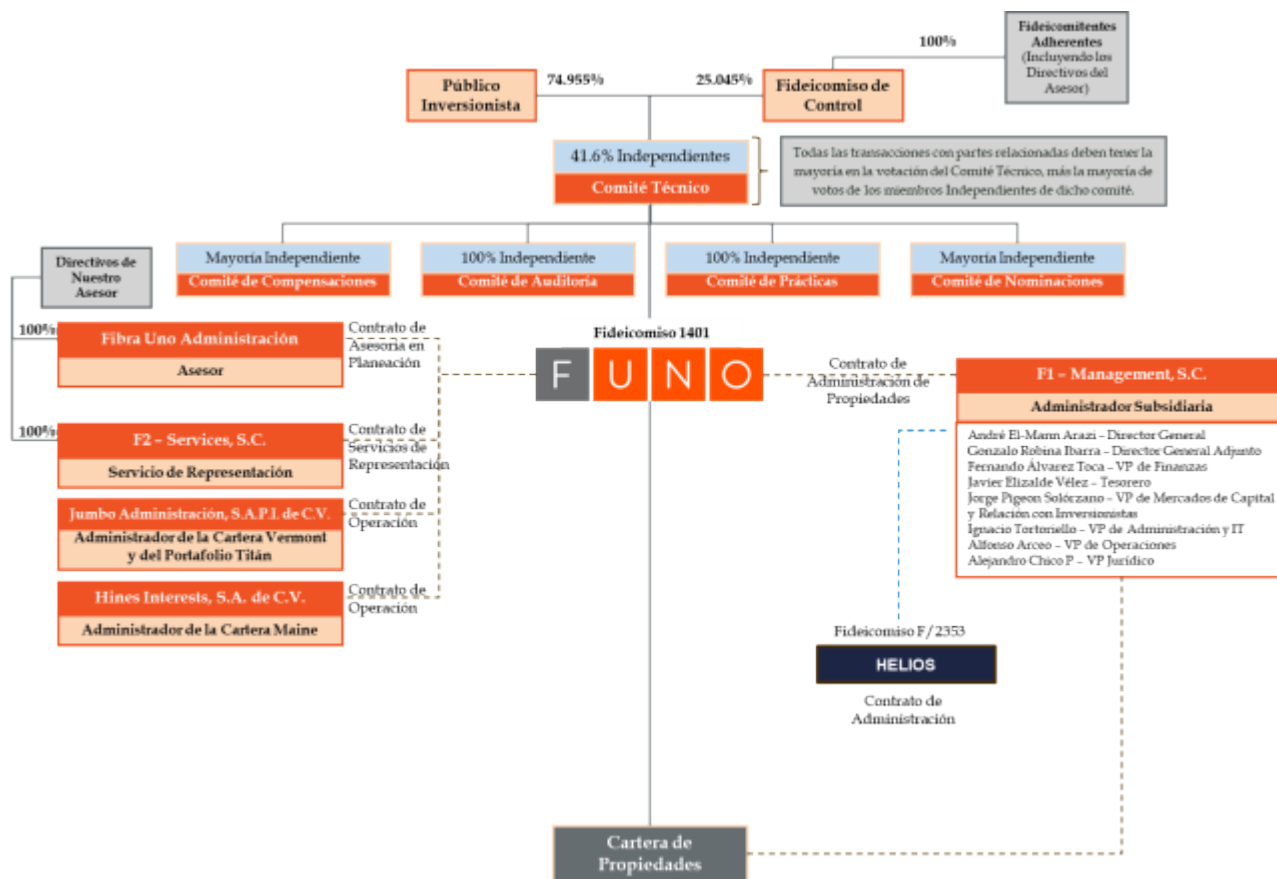 Fideicomitentes
Adherentes
(Incluyendo los
Directivos del
Asesor)
100%
Público
Inversionista
74.955%
25.045%
Fideicomiso de
Control
41.6% Independientes
Comité Técnico
Todas las transacciones con partes relacionadas deben tener la
mayoría en la votación del Comité Técnico, más la mayoría de
votos de los miembros Independientes de dicho comité.
Directivos de
Nuestro
Asesor
Mayoría Independiente
Comité de Compensaciones
100% Independiente
Comité de Auditoría
100% Independiente
Comité de Prácticas
Mayoría Independiente
Comité de Nominaciones
100%
Fibra Uno Administración
Asesor
Contrato de
Asesoría en
Planeación
Fideicomiso 1401
FUNO
Contrato de
Administración de
Propiedades
F1 – Management, S.C.
Administrador Subsidiaria
André El-Mann Arazi – Director General
Gonzalo Robina Ibarra – Director General Adjunto
Fernando Álvarez Toca – VP de Finanzas
Javier Elizalde Vélez – Tesorero
Jorge Pigeon Solórzano – VP de Mercados de Capital
y Relación con Inversionistas
Ignacio Tortoriello – VP de Administración y IT
Alfonso Arceo – VP de Operaciones
Alejandro Chico P – VP Jurídico
100%
F2 – Services, S.C.
Servicio de Representación
Contrato de
Servicios de
Representación
Jumbo Administración, S.A.P.I. de C.V.
Administrador de la Cartera Vermont
y del Portafolio Titán
Contrato de
Operación
Hines Interests, S.A. de C.V.
Administrador de la Cartera Maine
Contrato de
Operación
Fideicomiso F/2353
HELIOS
Contrato de
Administración
Cartera de
Propiedades